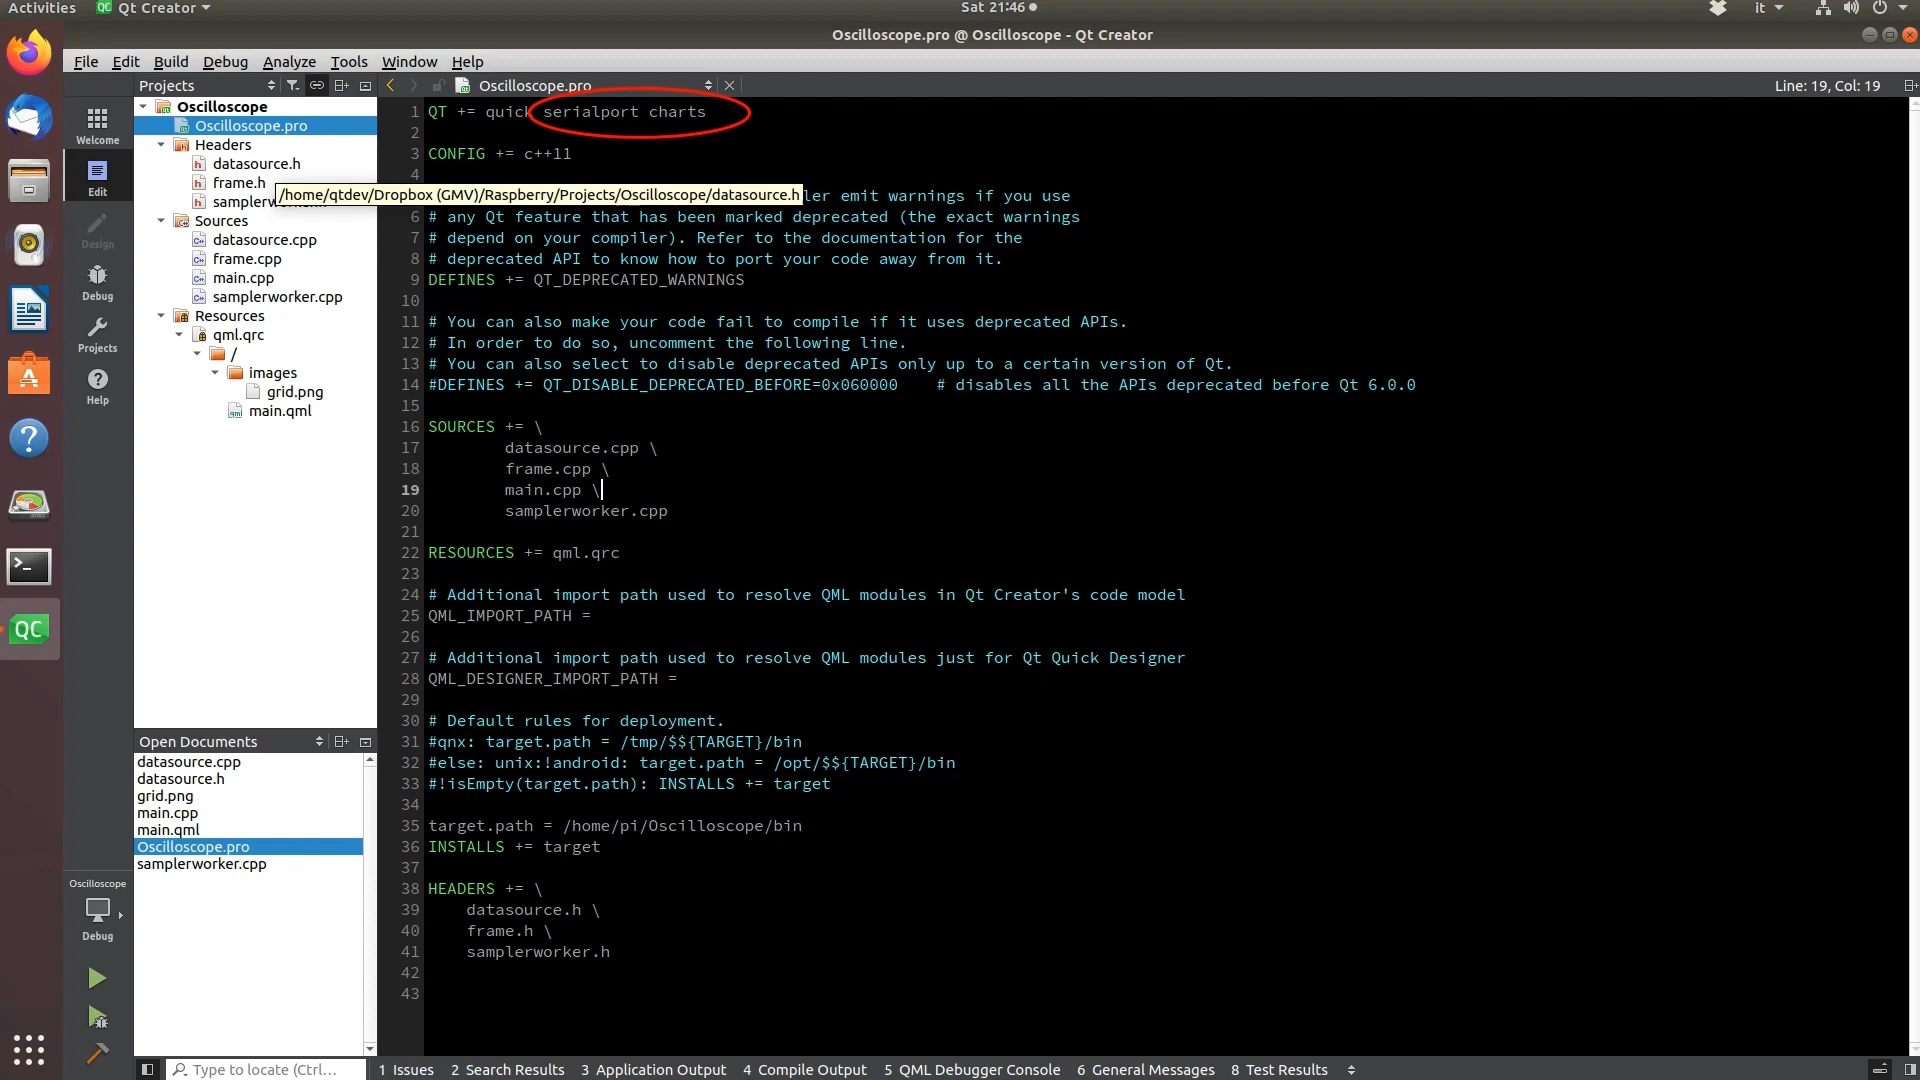 Activities
Qt Creator
Sat 21:46
it
Oscilloscope.pro @ Oscilloscope - Qt Creator
File Edit Build Debug Analyze Tools Window Help
Projects
Oscilloscope.pro
Line: 19, Col: 19
Welcome
Edit
Design
Debug
Projects
Help
Oscilloscope
Oscilloscope.pro
Headers
datasource.h
frame.h
/home/qtdev/Dropbox (GMV)/Raspberry/Projects/Oscilloscope/datasource.h
Sources
datasource.cpp
frame.cpp
main.cpp
samplerworker.cpp
Resources
qml.qrc
/
images
grid.png
main.qml
1 QT += quick serialport charts
2
3 CONFIG += c++11
4
ler emit warnings if you use
6 # any Qt feature that has been marked deprecated (the exact warnings
7 # depend on your compiler). Refer to the documentation for the
8 # deprecated API to know how to port your code away from it.
9 DEFINES += QT_DEPRECATED_WARNINGS
10
11 # You can also make your code fail to compile if it uses deprecated APIs.
12 # In order to do so, uncomment the following line.
13 # You can also select to disable deprecated APIs only up to a certain version of Qt.
14 #DEFINES += QT_DISABLE_DEPRECATED_BEFORE=0x060000    # disables all the APIs deprecated before Qt 6.0.0
15
16 SOURCES += \
17 datasource.cpp \
18 frame.cpp \
19 main.cpp \
20 samplerworker.cpp
21
22 RESOURCES += qml.qrc
23
24 # Additional import path used to resolve QML modules in Qt Creator's code model
25 QML_IMPORT_PATH =
26
27 # Additional import path used to resolve QML modules just for Qt Quick Designer
28 QML_DESIGNER_IMPORT_PATH =
29
30 # Default rules for deployment.
31 #qnx: target.path = /tmp/$${TARGET}/bin
32 #else: unix:!android: target.path = /opt/$${TARGET}/bin
33 #!isEmpty(target.path): INSTALLS += target
34
35 target.path = /home/pi/Oscilloscope/bin
36 INSTALLS += target
37
38 HEADERS += \
39 datasource.h \
40 frame.h \
41 samplerworker.h
42
43
Open Documents
datasource.cpp
datasource.h
grid.png
main.cpp
main.qml
Oscilloscope.pro
samplerworker.cpp
Oscilloscope
Debug
Type to locate (Ctrl...
1 Issues 2 Search Results 3 Application Output 4 Compile Output 5 QML Debugger Console 6 General Messages 8 Test Results